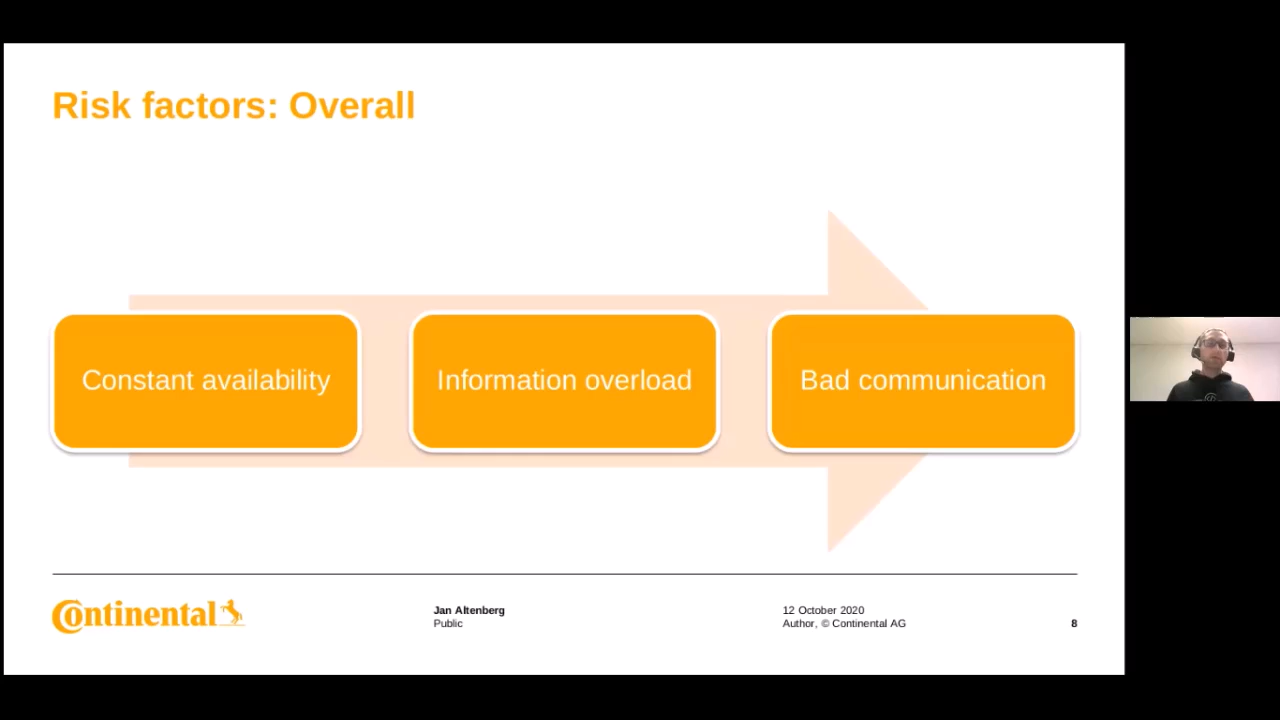 Risk factors: Overall
Constant availability
Information overload
Bad communication
Continental
Jan Altenberg
Public
12 October 2020
Author, © Continental AG
8